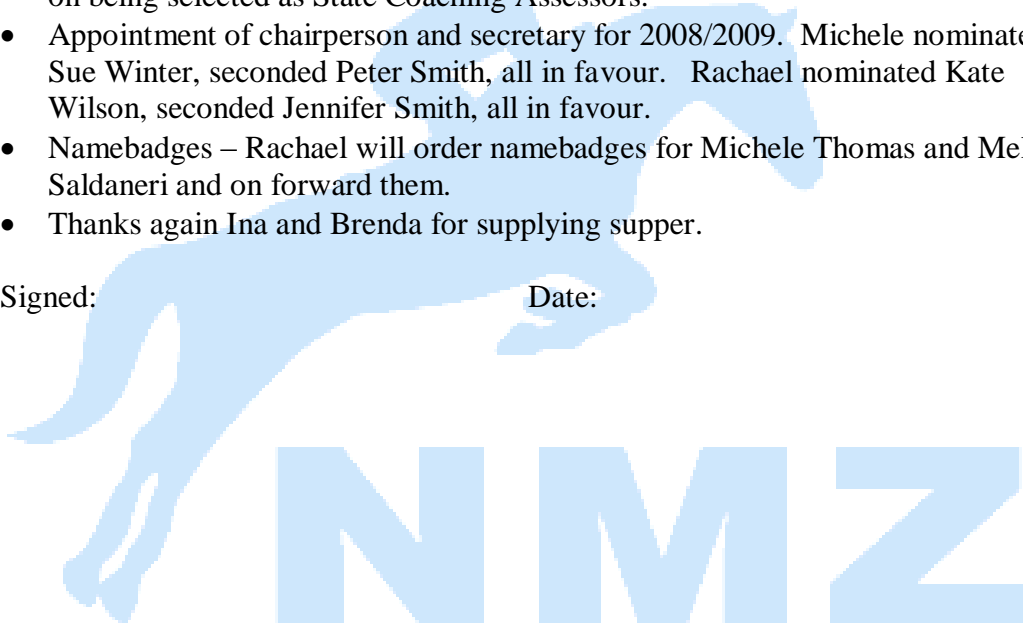 on being selected as State Coaching Assessors.
• Appointment of chairperson and secretary for 2008/2009. Michele nominate
Sue Winter, seconded Peter Smith, all in favour. Rachael nominated Kate
Wilson, seconded Jennifer Smith, all in favour.
• Namebadges – Rachael will order namebadges for Michele Thomas and Me
Saldaneri and on forward them.
• Thanks again Ina and Brenda for supplying supper.
Signed: Date:
NMZ